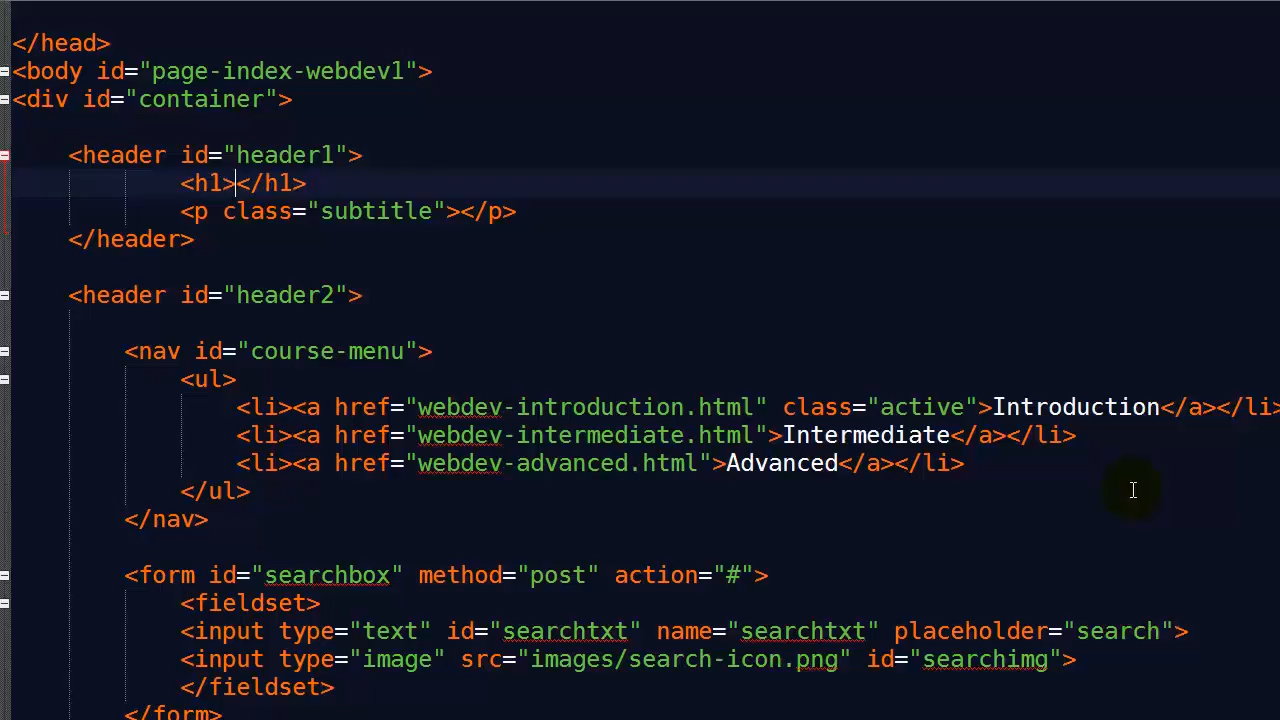 </head>
<body id="page-index-webdev1">
<div id="container">
<header id="header1">
<h1></h1>
<p class="subtitle"></p>
</header>
<header id="header2">
<nav id="course-menu">
<ul>
<li><a href="webdev-introduction.html" class="active">Introduction</a></li>
<li><a href="webdev-intermediate.html">Intermediate</a></li>
<li><a href="webdev-advanced.html">Advanced</a></li>
</ul>
</nav>
<form id="searchbox" method="post" action="#">
<fieldset>
<input type="text" id="searchtxt" name="searchtxt" placeholder="search">
<input type="image" src="images/search-icon.png" id="searchimg">
</fieldset>
</form>